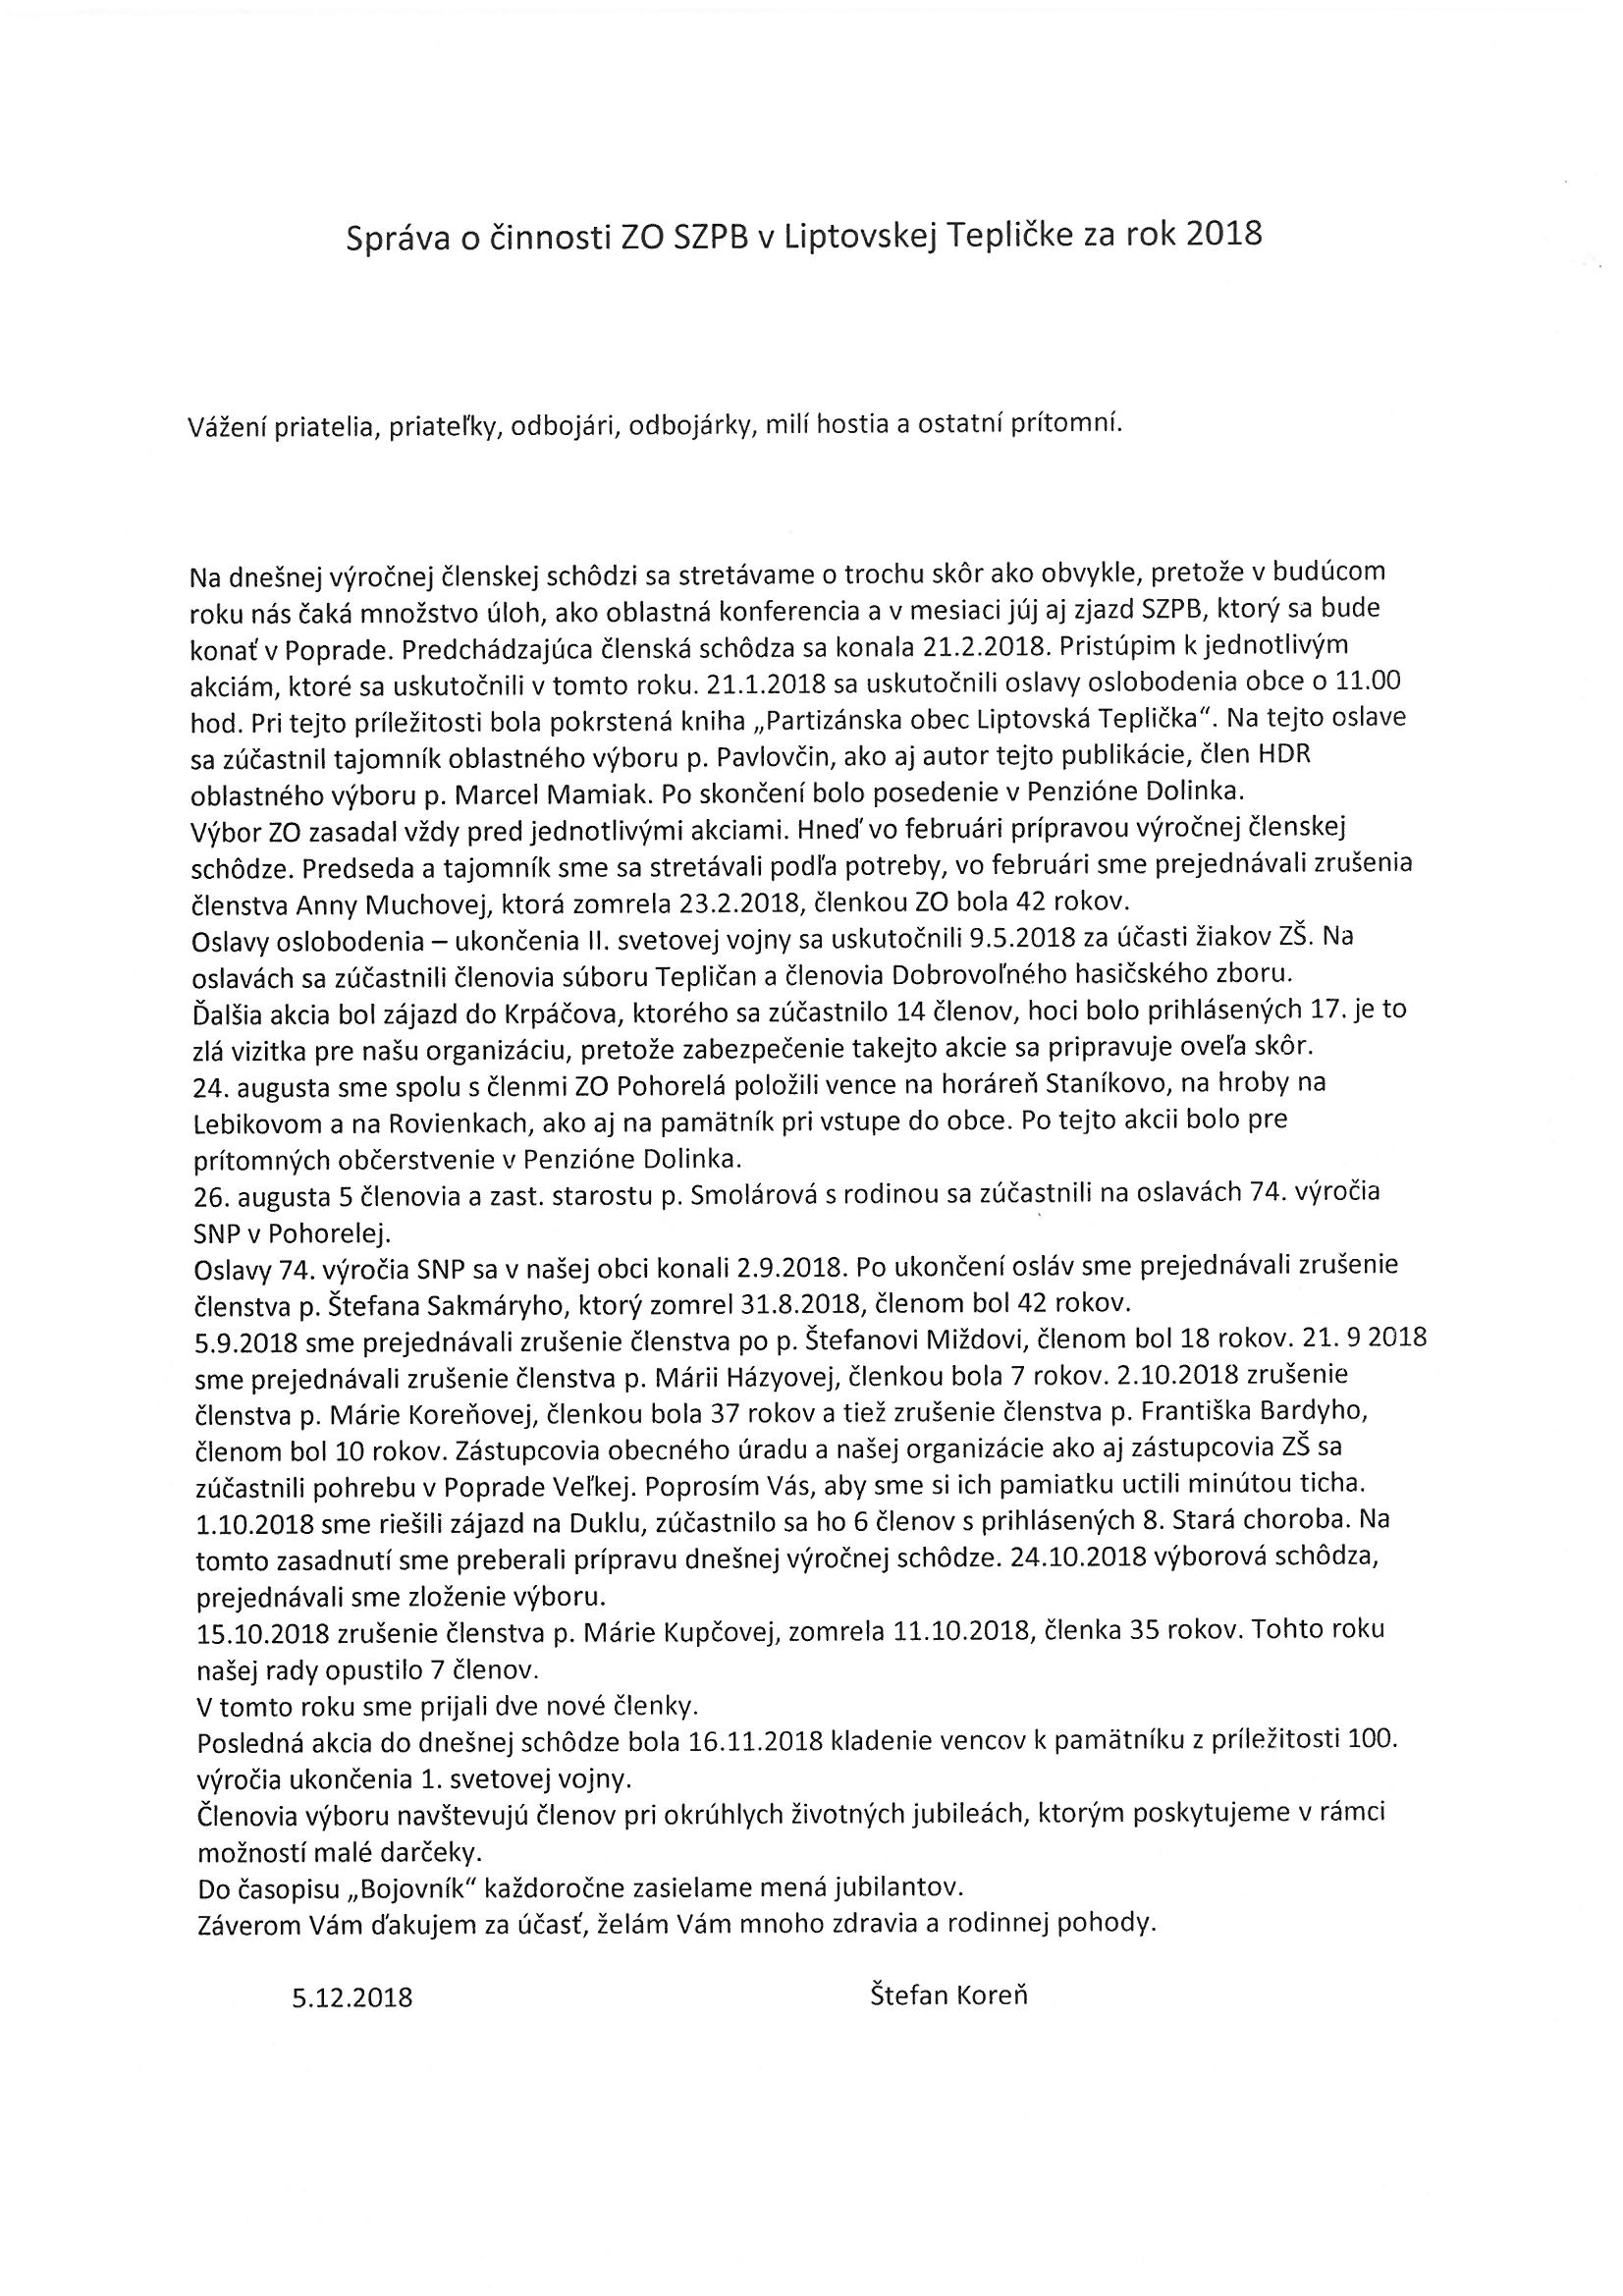 Správa o činnosti ZO SZPB v Liptovskej Tepličke za rok 2018
Vážení priatelia, priateľky, odbojári, odbojárky, milí hostia a ostatní prítomní.
Na dnešnej výročnej členskej schôdzi sa stretávame o trochu skôr ako obvykle, pretože v budúcom
roku nás čaká množstvo úloh, ako oblastná konferencia a v mesiaci júj aj zjazd SZPB, ktorý sa bude
konať v Poprade. Predchádzajúca členská schôdza sa konala 21.2.2018. Pristúpim k jednotlivým
akciám, ktoré sa uskutočnili v tomto roku. 21.1.2018 sa uskutočnili oslavy oslobodenia obce o 11.00
hod. Pri tejto príležitosti bola pokrstená kniha „Partizánska obec Liptovská Teplička“. Na tejto oslave
sa zúčastnil tajomník oblastného výboru p. Pavlovčin, ako aj autor tejto publikácie, člen HDR
oblastného výboru p. Marcel Mamiak. Po skončení bolo posedenie v Penzióne Dolinka.
Výbor ZO zasadal vždy pred jednotlivými akciami. Hneď vo februári prípravou výročnej členskej
schôdze. Predseda a tajomník sme sa stretávali podľa potreby, vo februári sme prejednávali zrušenia
členstva Anny Muchovej, ktorá zomrela 23.2.2018, členkou ZO bola 42 rokov.
Oslavy oslobodenia – ukončenia II. svetovej vojny sa uskutočnili 9.5.2018 za účasti žiakov ZŠ. Na
oslavách sa zúčastnili členovia súboru Tepličan a členovia Dobrovoľného hasičského zboru.
Ďalšia akcia bol zájazd do Krpáčova, ktorého sa zúčastnilo 14 členov, hoci bolo prihlásených 17. je to
zlá vizitka pre našu organizáciu, pretože zabezpečenie takejto akcie sa pripravuje oveľa skôr.
24. augusta sme spolu s členmi ZO Pohorelá položili vence na horáreň Staníkovo, na hroby na
Lebikovom a na Rovienkach, ako aj na pamätník pri vstupe do obce. Po tejto akcii bolo pre
prítomných občerstvenie v Penzióne Dolinka.
26. augusta 5 členovia a zast. starostu p. Smolárová s rodinou sa zúčastnili na oslavách 74. výročia
SNP v Pohorelej.
Oslavy 74. výročia SNP sa v našej obci konali 2.9.2018. Po ukončení osláv sme prejednávali zrušenie
členstva p. Štefana Sakmáryho, ktorý zomrel 31.8.2018, členom bol 42 rokov.
5.9.2018 sme prejednávali zrušenie členstva po p. Štefanovi Miždovi, členom bol 18 rokov. 21. 9 2018
sme prejednávali zrušenie členstva p. Márii Házyovej, členkou bola 7 rokov. 2.10.2018 zrušenie
členstva p. Márie Koreňovej, členkou bola 37 rokov a tiež zrušenie členstva p. Františka Bardyho,
členom bol 10 rokov. Zástupcovia obecného úradu a našej organizácie ako aj zástupcovia ZŠ sa
zúčastnili pohrebu v Poprade Veľkej. Poprosím Vás, aby sme si ich pamiatku uctili minútou ticha.
1.10.2018 sme riešili zájazd na Duklu, zúčastnilo sa ho 6 členov s prihlásených 8. Stará choroba. Na
tomto zasadnutí sme preberali prípravu dnešnej výročnej schôdze. 24.10.2018 výborová schôdza,
prejednávali sme zloženie výboru.
15.10.2018 zrušenie členstva p. Márie Kupčovej, zomrela 11.10.2018, členka 35 rokov. Tohto roku
našej rady opustilo 7 členov.
V tomto roku sme prijali dve nové členky.
Posledná akcia do dnešnej schôdze bola 16.11.2018 kladenie vencov k pamätníku z príležitosti 100.
výročia ukončenia 1. svetovej vojny.
Členovia výboru navštevujú členov pri okrúhlych životných jubileách, ktorým poskytujeme v rámci
možností malé darčeky.
Do časopisu „Bojovník“ každoročne zasielame mená jubilantov.
Záverom Vám ďakujem za účasť, želám Vám mnoho zdravia a rodinnej pohody.
5.12.2018 Štefan Koreň